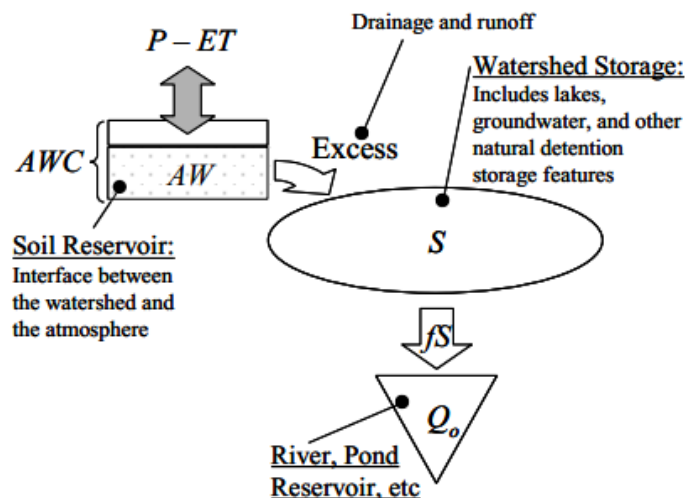 P – ET
Drainage and runoff
Watershed Storage:
Includes lakes,
groundwater, and other
natural detention
storage features
Excess
AWC
AW
Soil Reservoir:
Interface between
the watershed and
the atmosphere
S
fS
Qo
River, Pond
Reservoir, etc